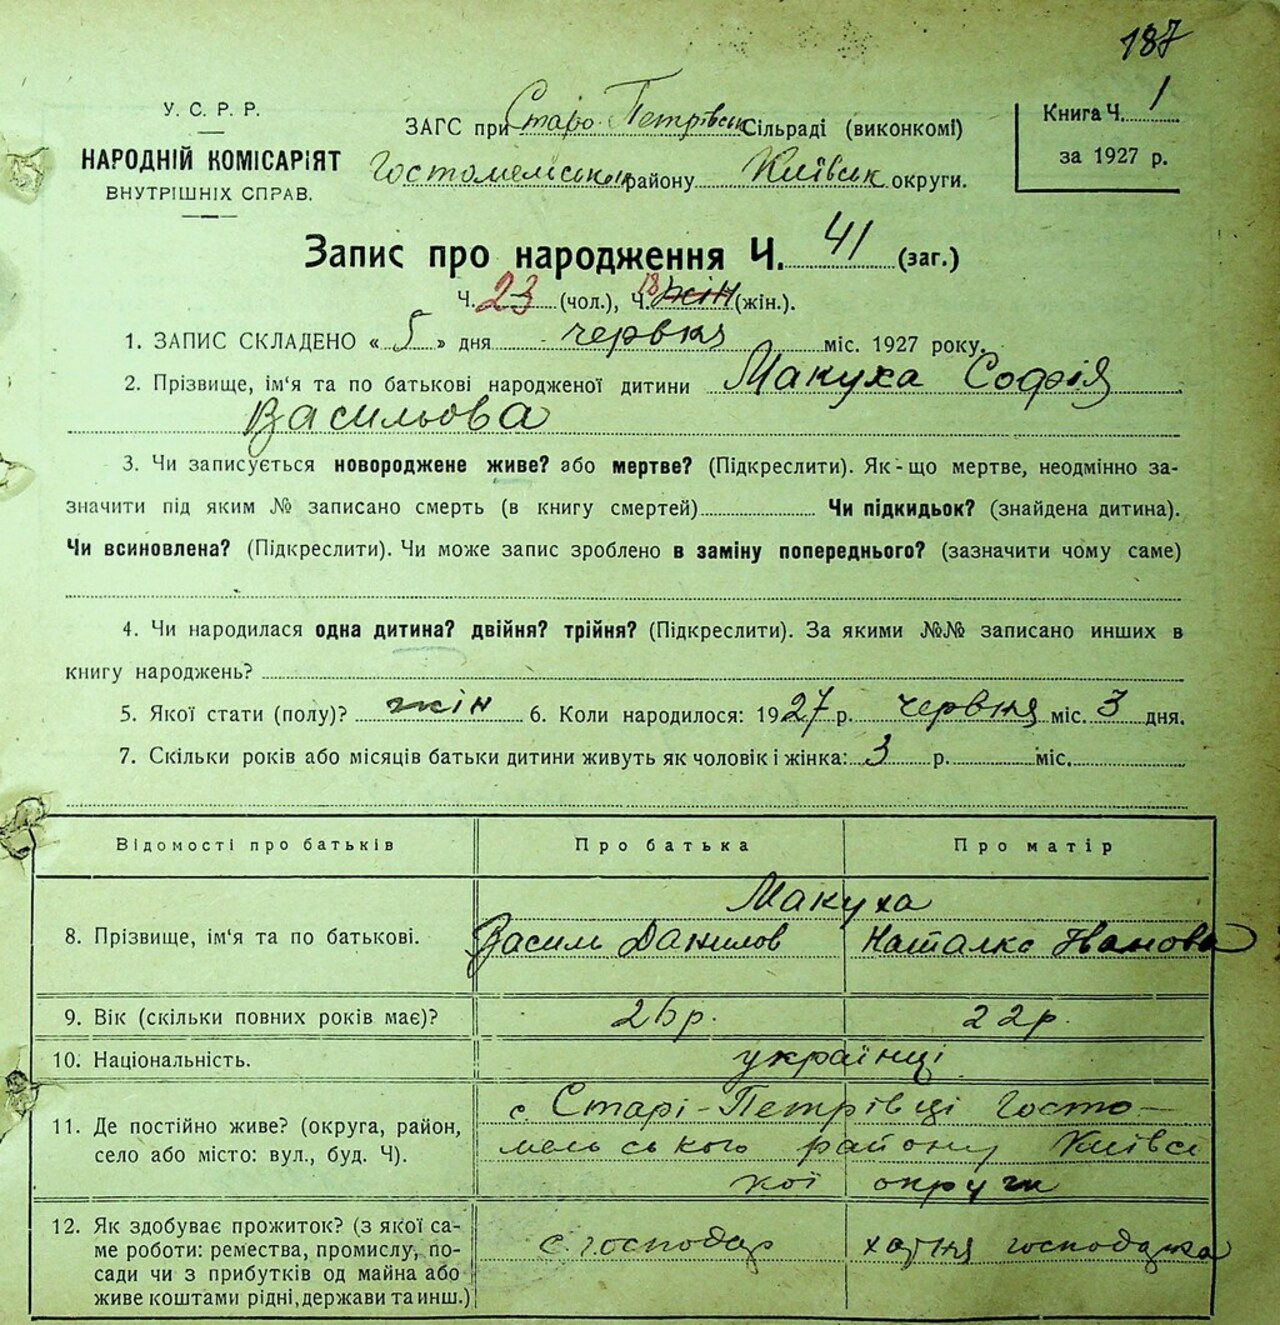 187
У. С. Р. Р.
НАРОДНІЙ КОМІСАРІЯТ
ВНУТРІШНІХ СПРАВ.
ЗАГС при Старо-Петрівськ Сільраді (виконкомі)
Гостомельського району Київськ округи.
Книга Ч. 1
за 1927 р.
Запис про народження Ч. 41 (заг.)
Ч. 23 (чол.), Ч. 18 жін (жін.).
1. ЗАПИС СКЛАДЕНО « 5 » дня червня міс. 1927 року.
2. Прізвище, ім‘я та по батькові народженої дитини Макуха Софія
Васильова
3. Чи записується новороджене живе? або мертве? (Підкреслити). Як-що мертве, неодмінно за-
значити під яким № записано смерть (в книгу смертей) Чи підкидьок? (знайдена дитина).
Чи всиновлена? (Підкреслити). Чи може запис зроблено в заміну попереднього? (зазначити чому саме)
4. Чи народилася одна дитина? двійня? трійня? (Підкреслити). За якими №№ записано инших в
книгу народжень?
5. Якої стати (полу)? жін 6. Коли народилося: 1927 р. червня міс. 3 дня.
7. Скільки років або місяців батьки дитини живуть як чоловік і жінка: 3 р. міс.
Відомості про батьків Про батька Про матір
Макуха
8. Прізвище, ім‘я та по батькові. Василь Данилов Наталка Іванова
9. Вік (скільки повних років має)? 26 р. 22 р.
10. Національність. українці
11. Де постійно живе? (округа, район,
село або місто: вул., буд. Ч).
с. Старі-Петрівці Госто-
мельського району Київсь
кої округи
12. Як здобуває прожиток? (з якої са-
ме роботи: ремества, промислу, по-
сади чи з прибутків од майна або
живе коштами рідні, держави та инш.)
с. господар хатня господарка